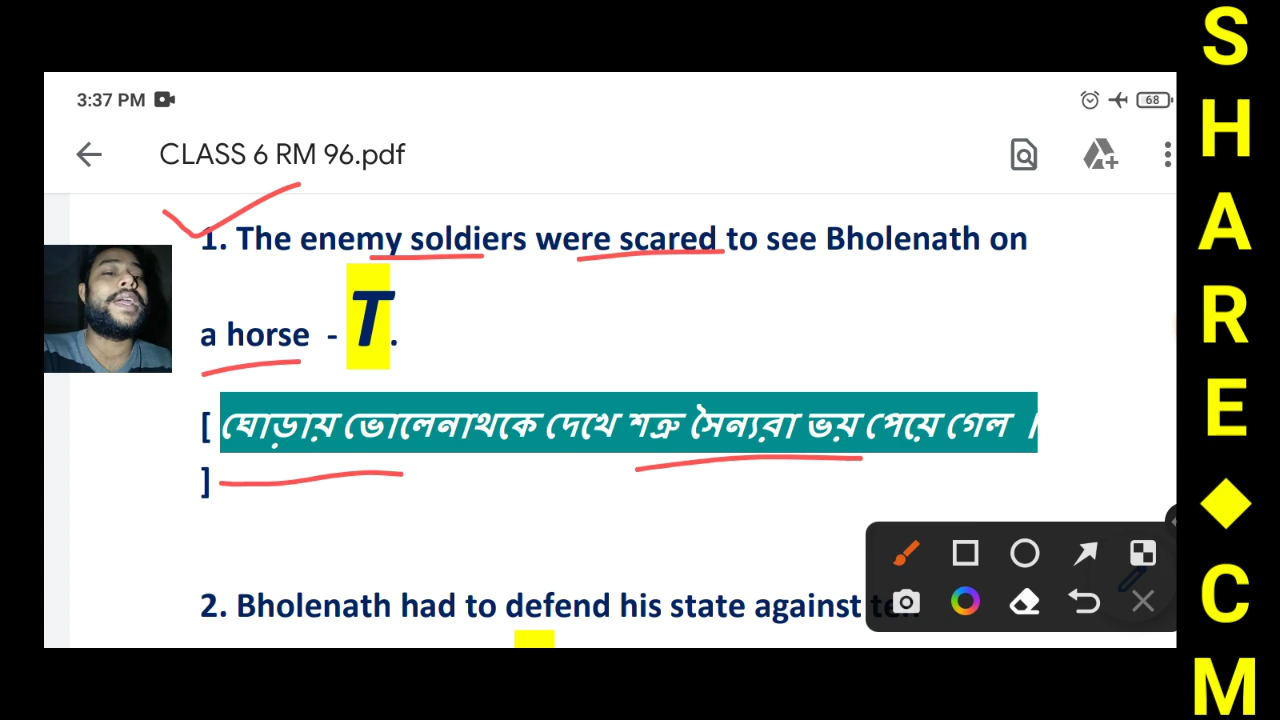 3:37 PM
68
CLASS 6 RM 96.pdf
1. The enemy soldiers were scared to see Bholenath on
a horse - T.
[ ঘোড়ায় ভোলেনাথকে দেখে শত্রু সৈন্যরা ভয় পেয়ে গেল ।
]
2. Bholenath had to defend his state against
SHARE◆CM